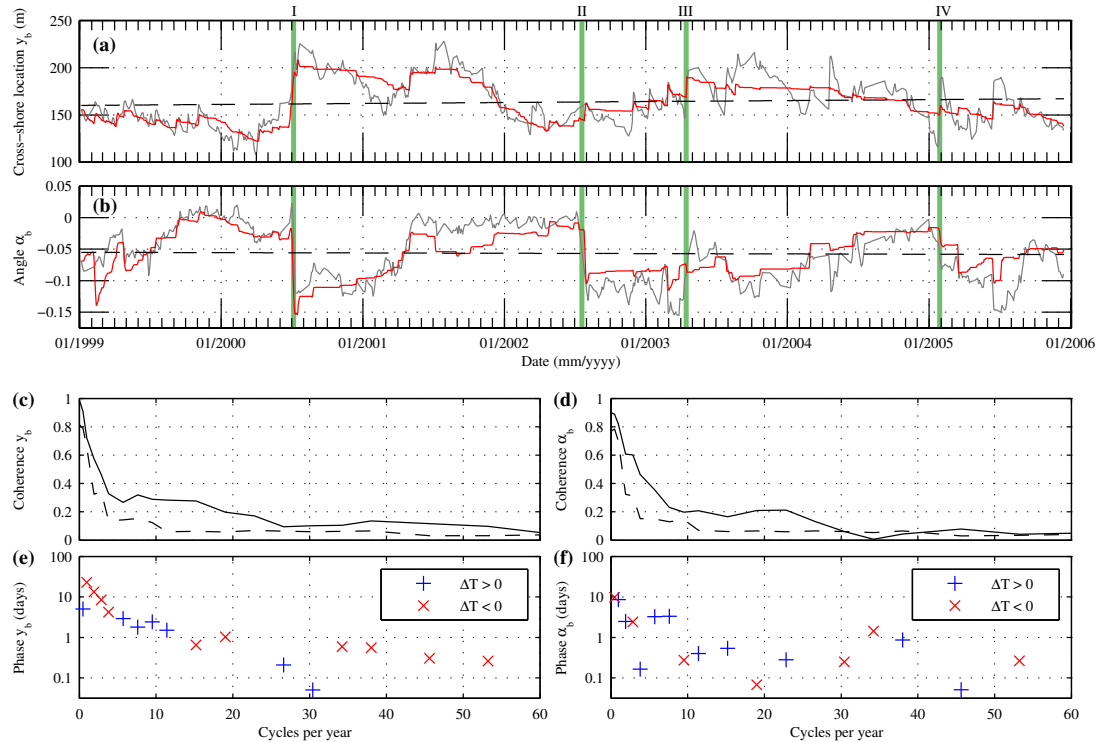 I II III IV
Cross−shore location y_b (m)
(a)
250
200
150
100
Angle α_b
(b)
0.05
0
−0.05
−0.1
−0.15
01/1999 01/2000 01/2001 01/2002 01/2003 01/2004 01/2005 01/2006
Date (mm/yyyy)
(c)
Coherence y_b
1
0.8
0.6
0.4
0.2
0
(d)
Coherence α_b
1
0.8
0.6
0.4
0.2
0
(e)
Phase y_b (days)
100
10
1
0.1
ΔT > 0
ΔT < 0
0 10 20 30 40 50 60
Cycles per year
(f)
Phase α_b (days)
100
10
1
0.1
ΔT > 0
ΔT < 0
0 10 20 30 40 50 60
Cycles per year